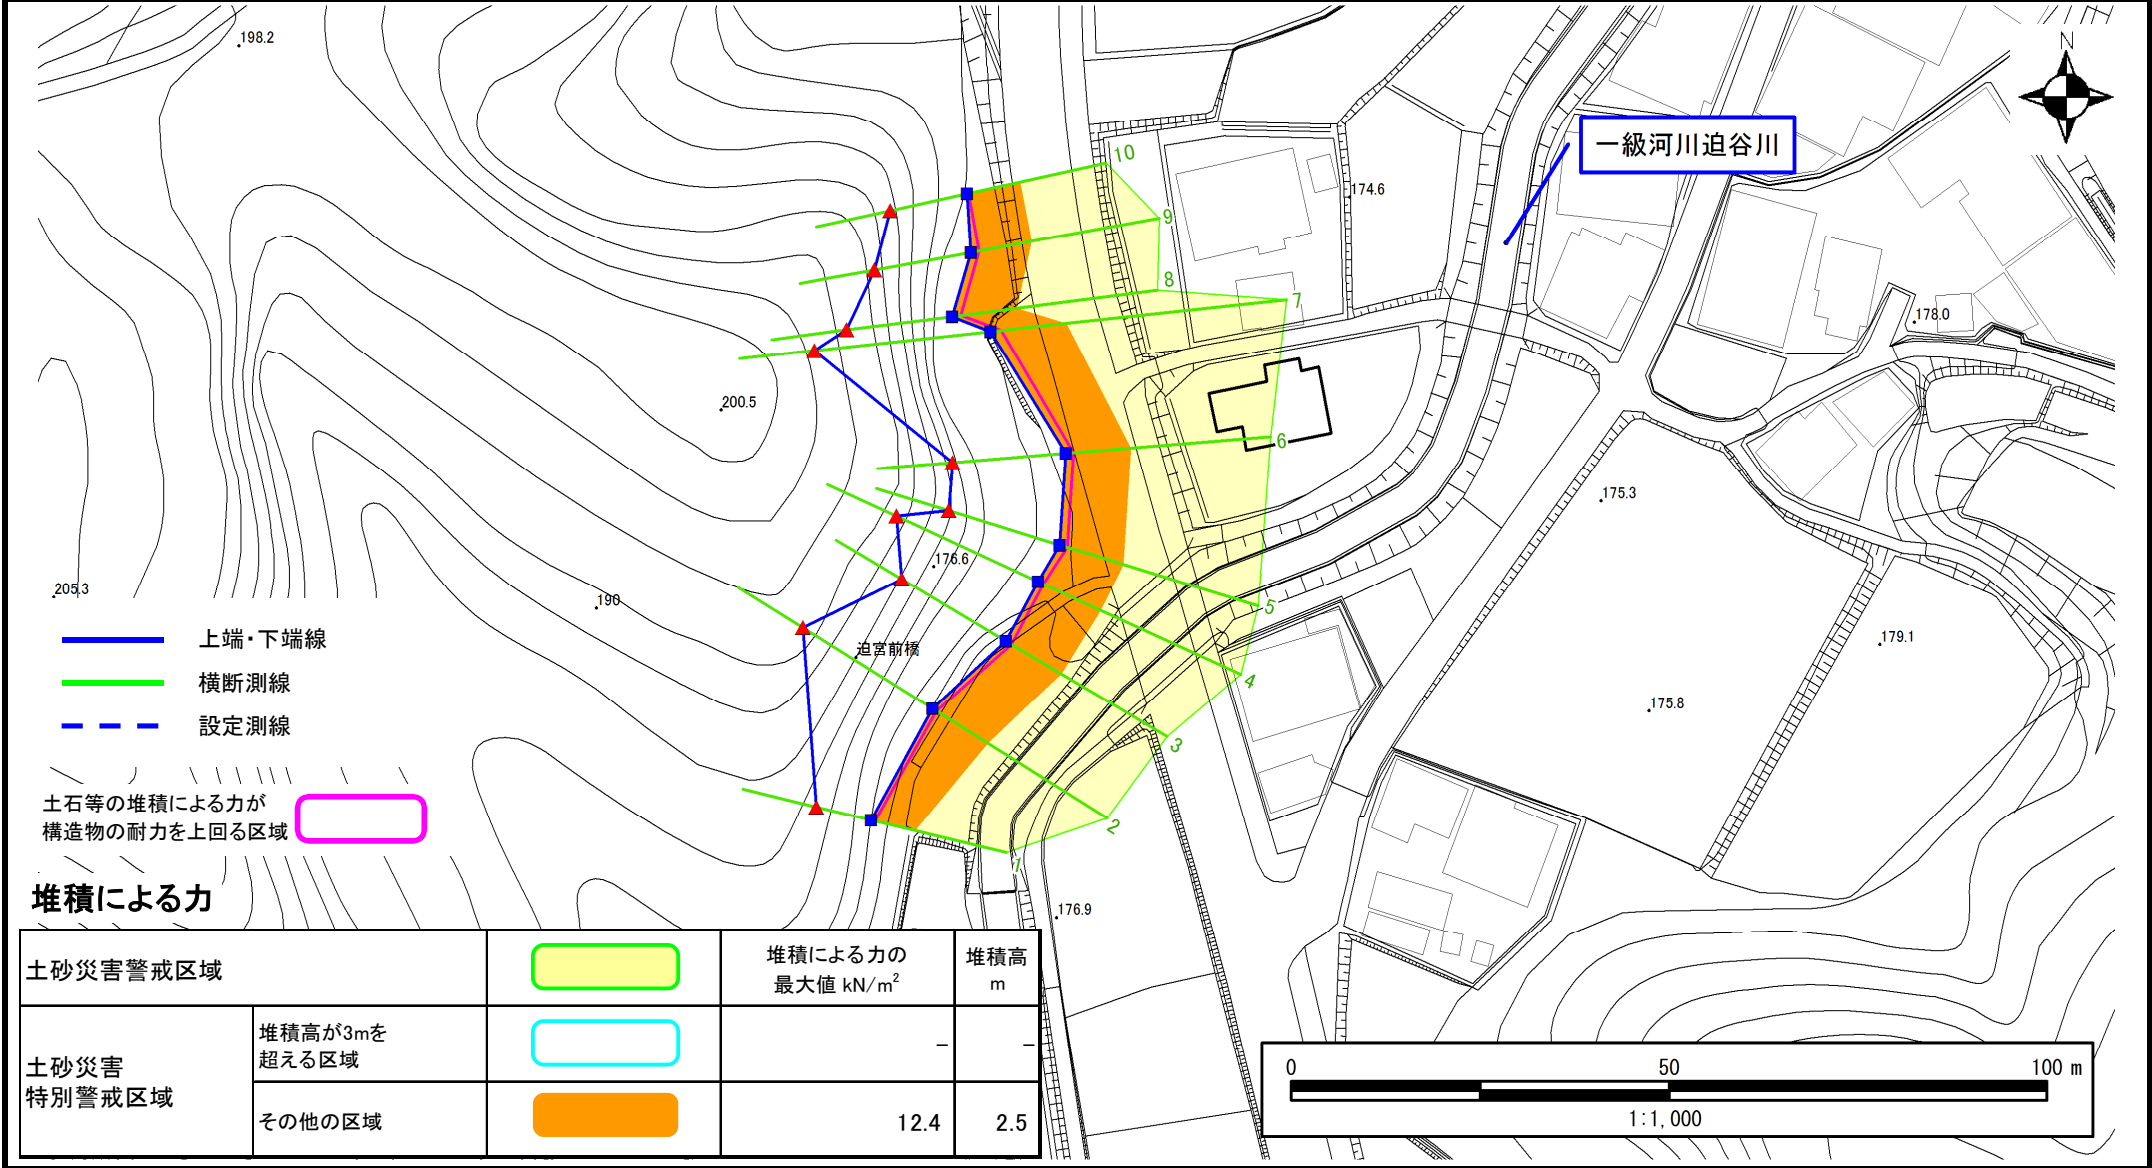 198.2
N
一級河川迫谷川
10
174.6
9
8
7
178.0
200.5
6
175.3
176.6
205.3
190
5
上端・下端線
迫宮前橋
179.1
横断測線
4
175.8
設定測線
3
土石等の堆積による力が
構造物の耐力を上回る区域
2
1
堆積による力
176.9
土砂災害警戒区域
堆積による力の
最大値 kN/m²
堆積高
m
土砂災害
特別警戒区域
堆積高が3mを
超える区域
－
－
その他の区域
12.4
2.5
0
50
100 m
1:1,000